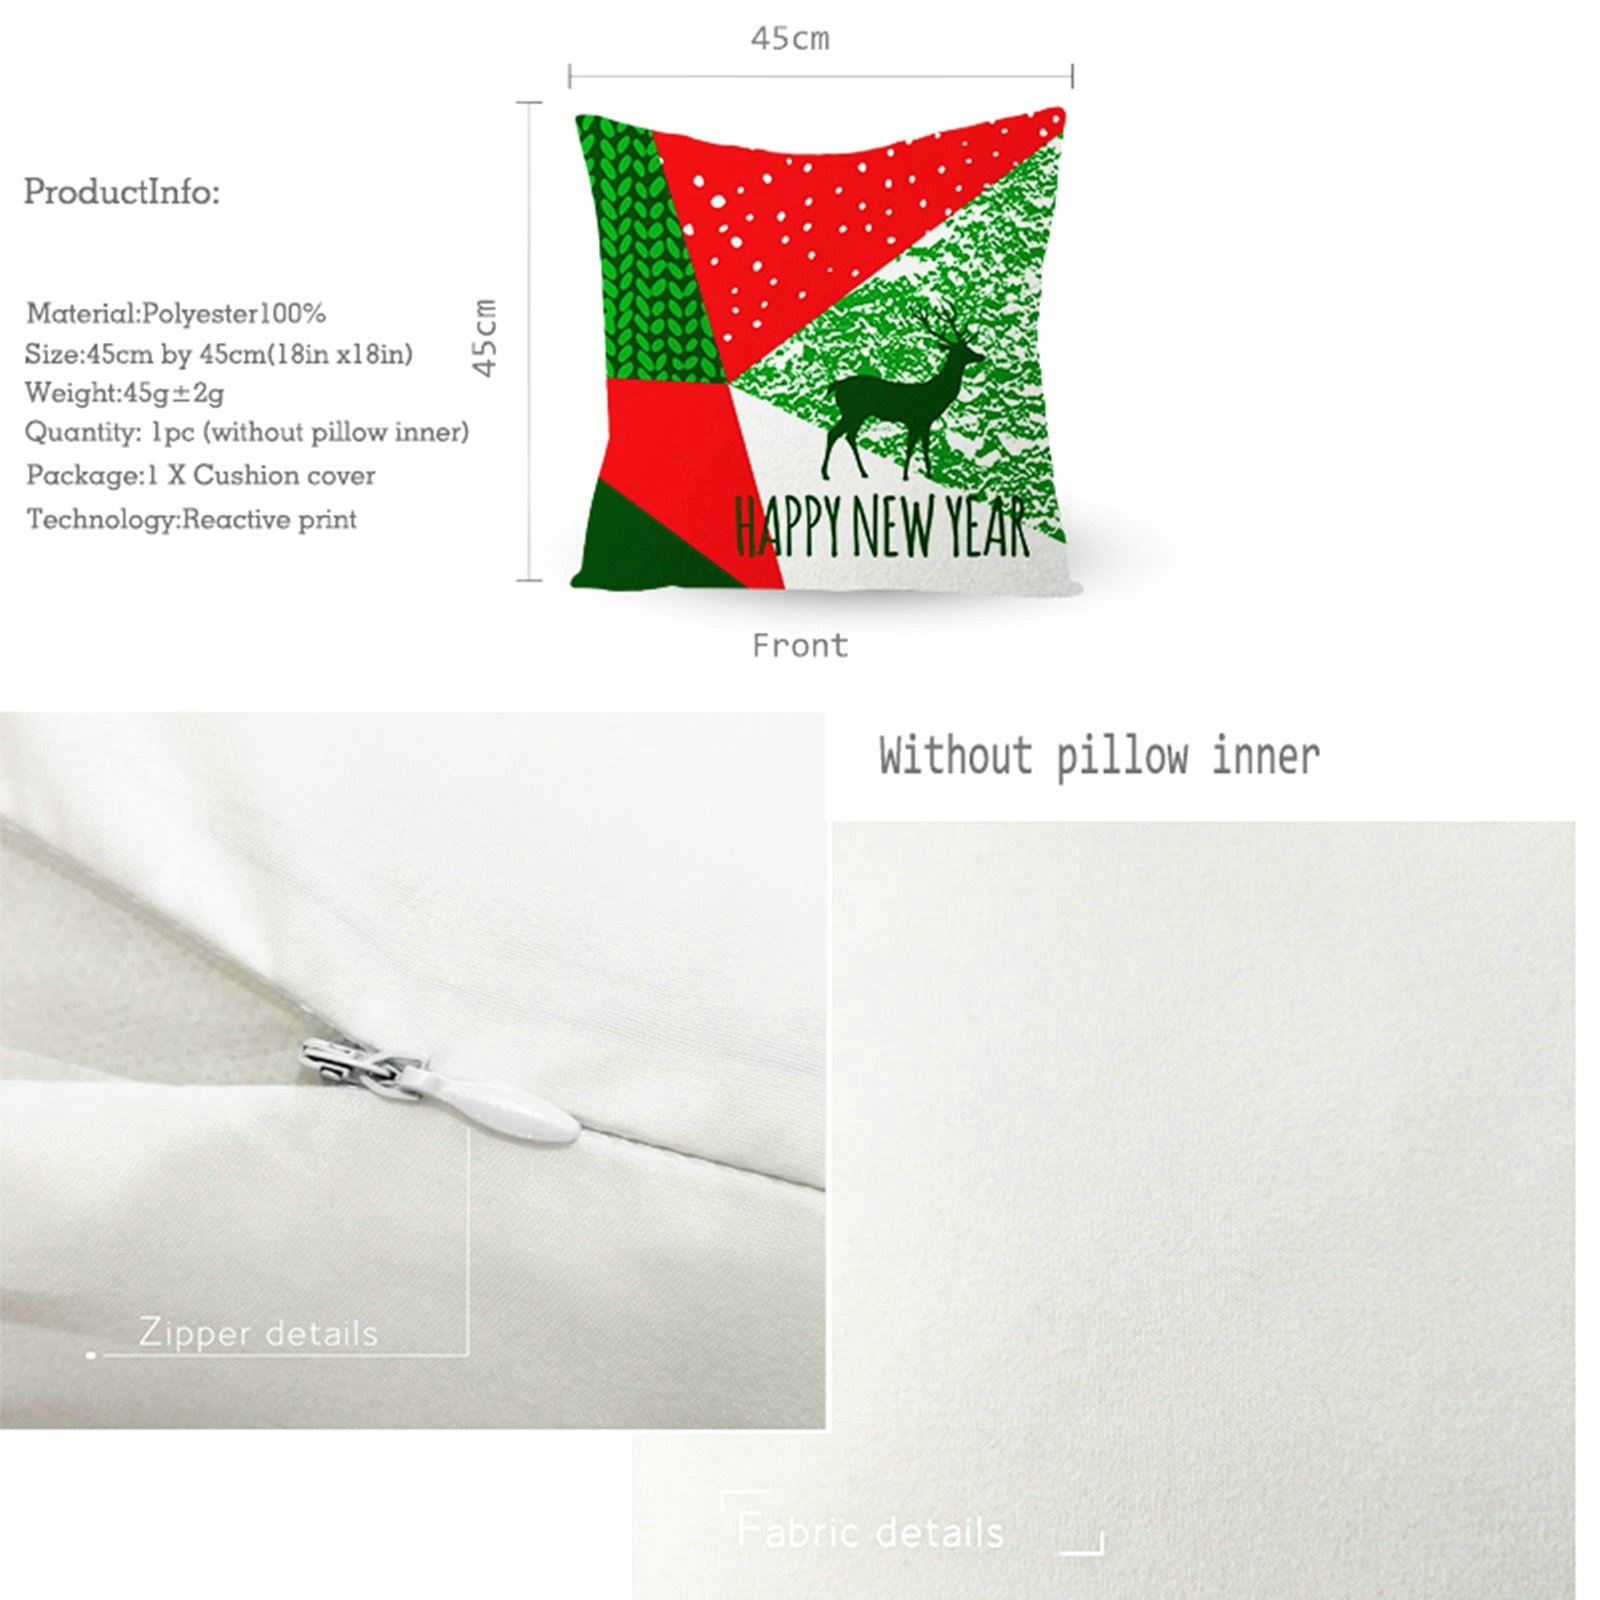 45cm
ProductInfo:
45cm
Material:Polyester100%
Size:45cm by 45cm(18in x18in)
Weight:45g±2g
Quantity: 1pc (without pillow inner)
Package:1 X Cushion cover
Technology:Reactive print
HAPPY NEW YEAR
Front
Without pillow inner
Zipper details
Fabric details